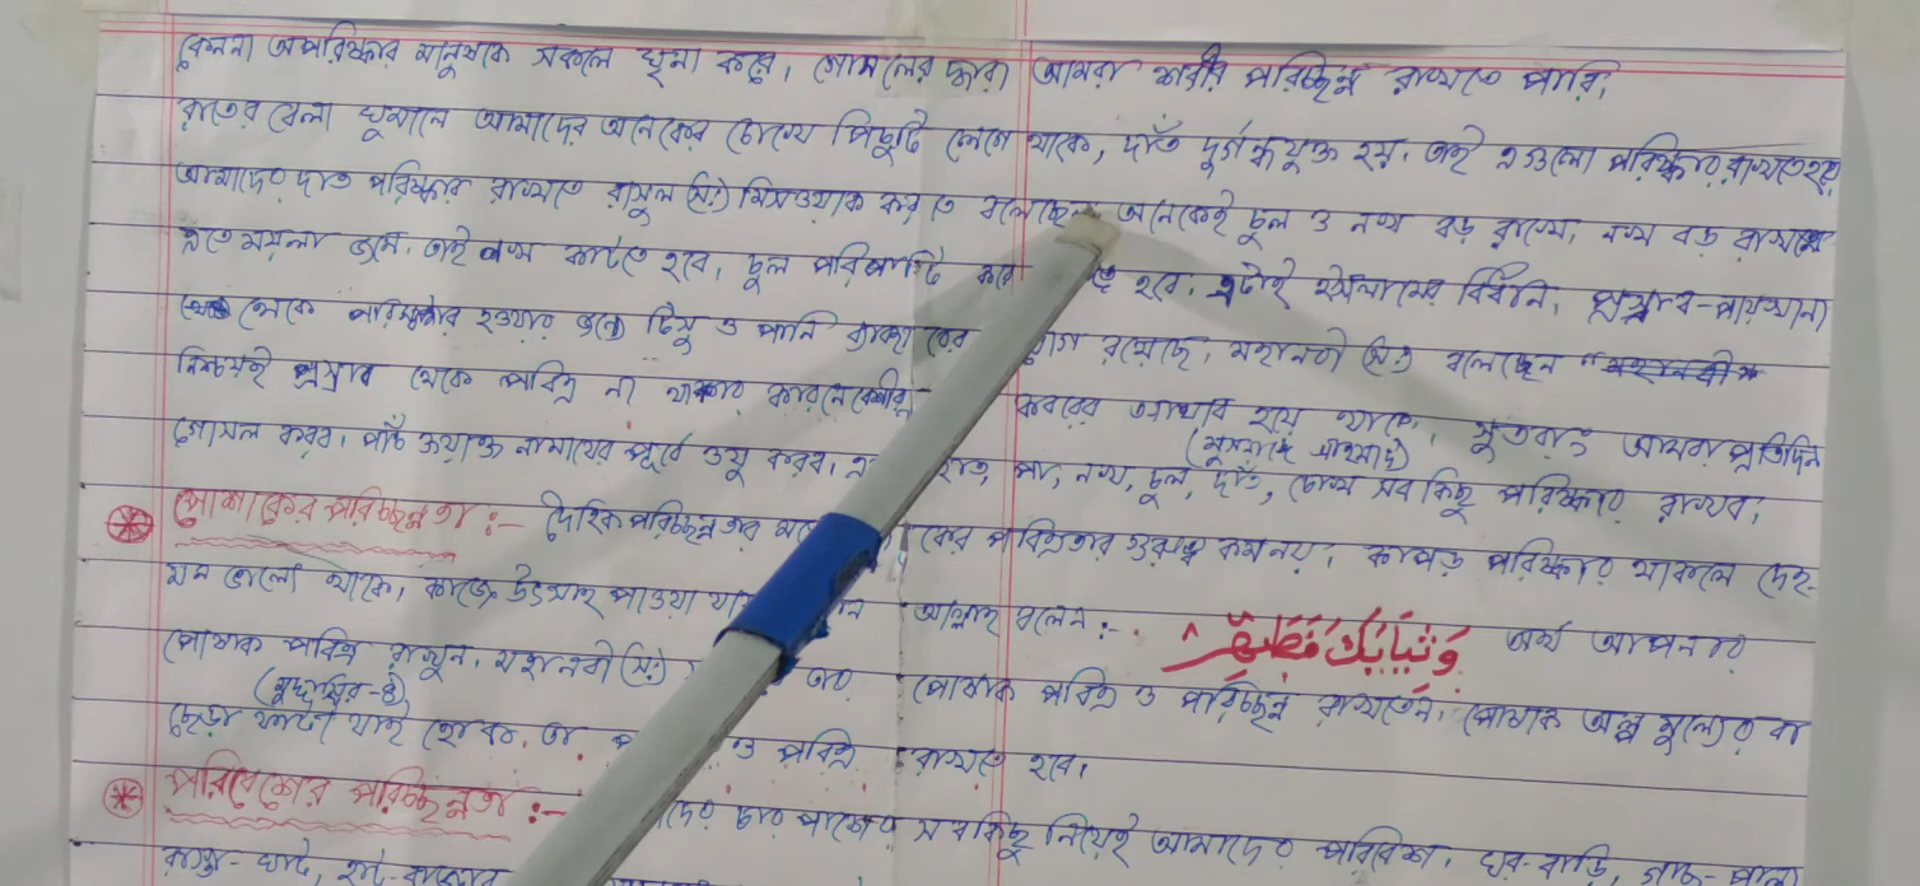 কেননা অপরিষ্কার মানুষকে সকলে ঘৃনা করে। গোসলের দ্বারা আমরা শরীর পরিচ্ছন্ন রাখতে পারি।
রাতের বেলা ঘুমালে আমাদের অনেকের চোখে পিচুটি লেগে থাকে, দাঁত দুর্গন্ধযুক্ত হয়। তাই এগুলো পরিষ্কার রাখতে হবে
আমাদের দাত পরিষ্কার রাখতে রাসুল (স:) মিসওয়াক করতে বলেছেন অনেকেই চুল ও নখ বড় রাখে। নখ বড় রাখলে
এতে ময়লা জমে। তাই নখ কাটতে হবে। চুল পরিপাটি হবে। এটাই ইসলামের বিধান। প্রস্রাব-পায়খানা
থেকে পরিষ্কার হওয়ার জন্যে টিসু ও পানি রয়েছে। মহানবী (স:) বলেছেন "মহানবী"
নিশ্চয়ই প্রস্রাব থেকে পবিত্র না থাকার কারনে বেশীর কবরের আযাব হয়ে থাকে। সুতরাং আমরা প্রতিদিন
(মুসনাদে আহমাদ)
গোসল করব। পাঁচ ওয়াক্ত নামাযের পূর্বে ওযু করব। হাত, পা, নখ, চুল, দাঁত, চোখ সব কিছু পরিষ্কার রাখব।
পোশাকের পরিচ্ছন্নতা :- দৈহিক পরিচ্ছন্নতার পবিত্রতার গুরুত্ব কম নয়। কাপড় পরিষ্কার থাকলে দেহ-
মন ভালো থাকে। কাজে উৎসাহ পাওয়া আল্লাহ বলেন :- وَثِيَابَكَ فَطَهِّرْ অর্থ আপনার
পোষাক পবিত্র রাখুন। মহানবী (স:) তার পোষাক পবিত্র ও পরিচ্ছন্ন রাখতেন। পোষাক অল্প মুল্যের বা
(মুদ্দাসসির-৪)
ছেড়া ফাটা যাই হোক। তা ও পবিত্র রাখতে হবে।
পরিবেশের পরিচ্ছন্নতা :- চার পাশের সবকিছু নিয়েই আমাদের পরিবেশ। ঘর-বাড়ি, গাছ-পালা
রাস্তা-ঘাট, হাট-বাজার